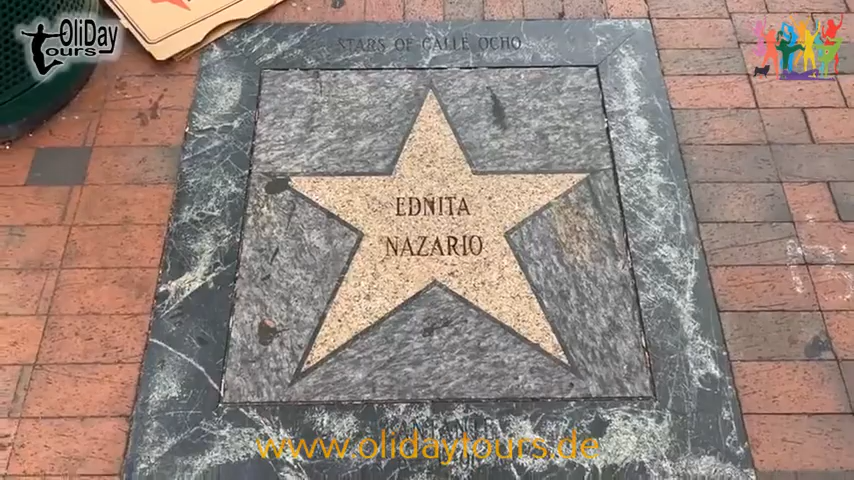 OliDay
Tours
STARS OF CALLE OCHO
EDNITA
NAZARIO
www.olidaytours.de